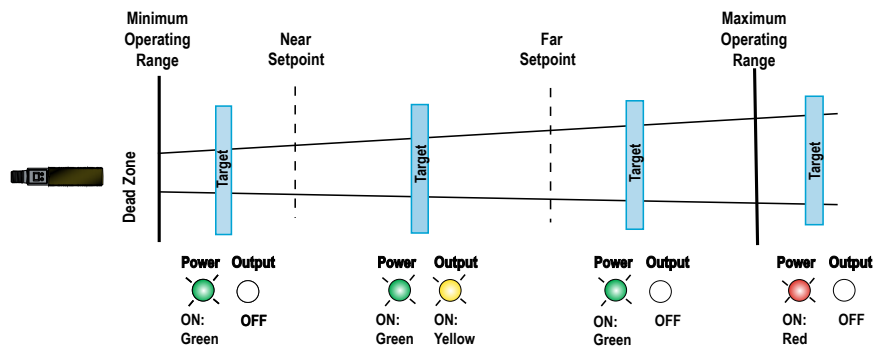 Minimum
Operating
Range
Near
Setpoint
Far
Setpoint
Maximum
Operating
Range
Dead Zone
Target
Target
Target
Target
Power Output
ON:
Green
OFF
Power Output
ON:
Green
ON:
Yellow
Power Output
ON:
Green
OFF
Power Output
ON:
Red
OFF